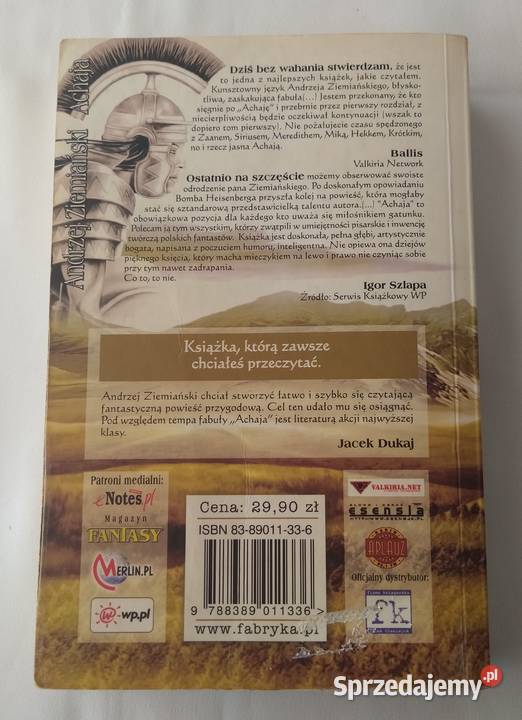 Andrzej Ziemiański Achaja
Dziś bez wahania stwierdzam, że jest
to jedna z najlepszych książek, jakie czytałem.
Kunsztowny język Andrzeja Ziemiańskiego, błysko-
tliwa, zaskakująca fabuła(...) Jestem przekonany, że kto
sięgnie po „Achaję" i przebrnie przez pierwszy rozdział, z
niecierpliwością będzie oczekiwał kontynuacji (wszak to
dopiero tom pierwszy). Nie pożałujecie czasu spędzonego
z Zaanem, Siriusem, Meredithem, Miką, Hekkem, Krótkim,
no i rzecz jasna Achają.
Ballis
Valkiria Network
Ostatnio na szczęście możemy obserwować swoiste
odrodzenie pana Ziemiańskiego. Po doskonałym opowiadaniu
Bomba Heisenberga przyszła kolej na powieść, która mogłaby
stać się sztandarową przedstawicielką talentu autora.(...) "Achaja" to
obowiązkowa pozycja dla każdego kto uważa się miłośnikiem gatunku.
Polecam ją tym wszystkim, którzy zwątpili w umiejętności pisarskie i inwencję
twórczą polskich fantastów. Książka jest doskonała, pełna głębi, artystycznie
bogata, napisana z poczuciem humoru, inteligentna. Nie opiewa ona dziejów
pięknego księcia, który macha mieczykiem na lewo i prawo nie czyniąc sobie
przy tym nawet zadrapania.
Co to, to nie.
Igor Szlapa
Źródło: Serwis Książkowy WP
Książka, którą zawsze
chciałeś przeczytać.
Andrzej Ziemiański chciał stworzyć łatwo i szybko się czytającą
fantastyczną powieść przygodową. Cel ten udało mu się osiągnąć.
Pod względem tempa fabuły „Achaja" jest literaturą akcji najwyższej
klasy.
Jacek Dukaj
Patroni medialni:
eNotes.pl
Magazyn
FANTASY
MERLIN.PL
wp.pl
Cena: 29,90 zł
ISBN 83-89011-33-6
9 788389 011336 >
www.fabryka.pl
VALKIRIA.NET
esensja
APLAUZ
Oficjalny dystrybutor:
firma księgarska
fk
Sprzedajemy.pl